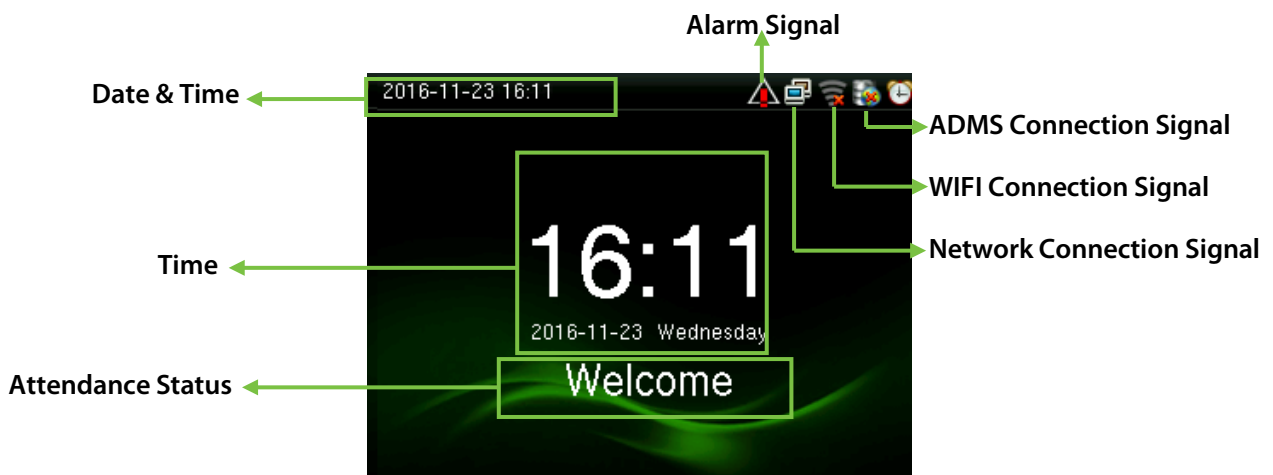 Alarm Signal
Date & Time
2016-11-23 16:11
ADMS Connection Signal
WIFI Connection Signal
Network Connection Signal
Time
16:11
2016-11-23 Wednesday
Attendance Status
Welcome